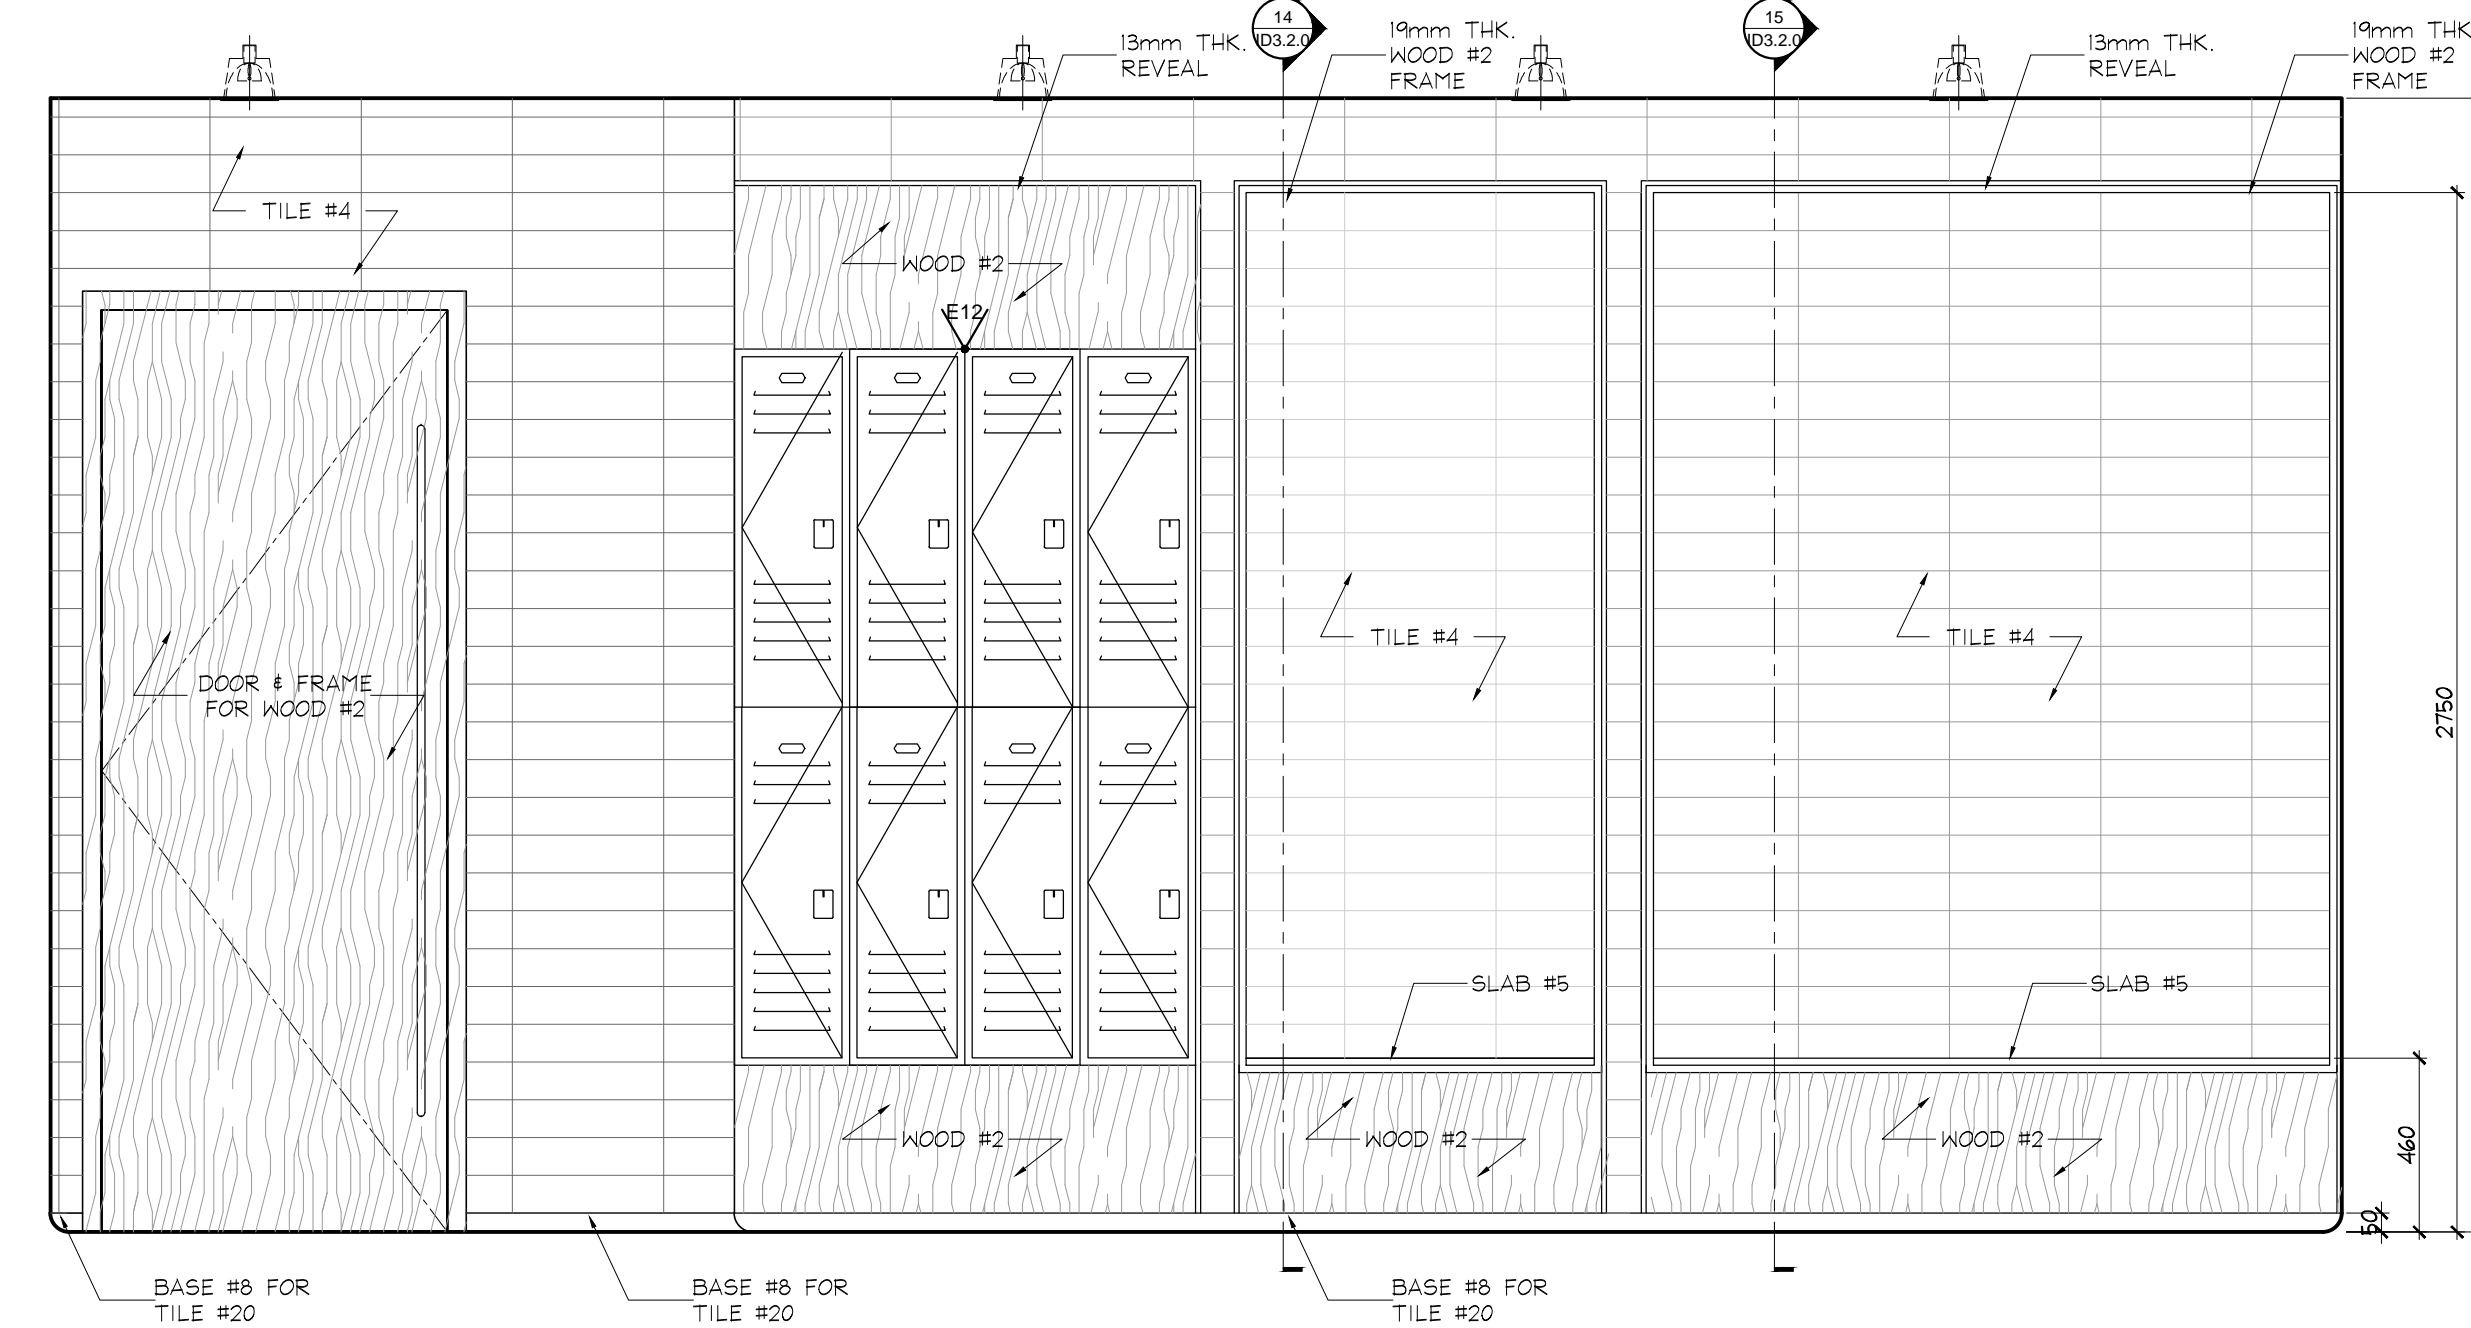 14
ID3.2.0
15
ID3.2.0
13mm THK.
REVEAL
19mm THK.
WOOD #2
FRAME
13mm THK.
REVEAL
19mm THK
WOOD #2
FRAME
TILE #4
WOOD #2
E12
TILE #4
TILE #4
DOOR & FRAME
FOR WOOD #2
2750
SLAB #5
SLAB #5
WOOD #2
WOOD #2
WOOD #2
460
50
BASE #8 FOR
TILE #20
BASE #8 FOR
TILE #20
BASE #8 FOR
TILE #20